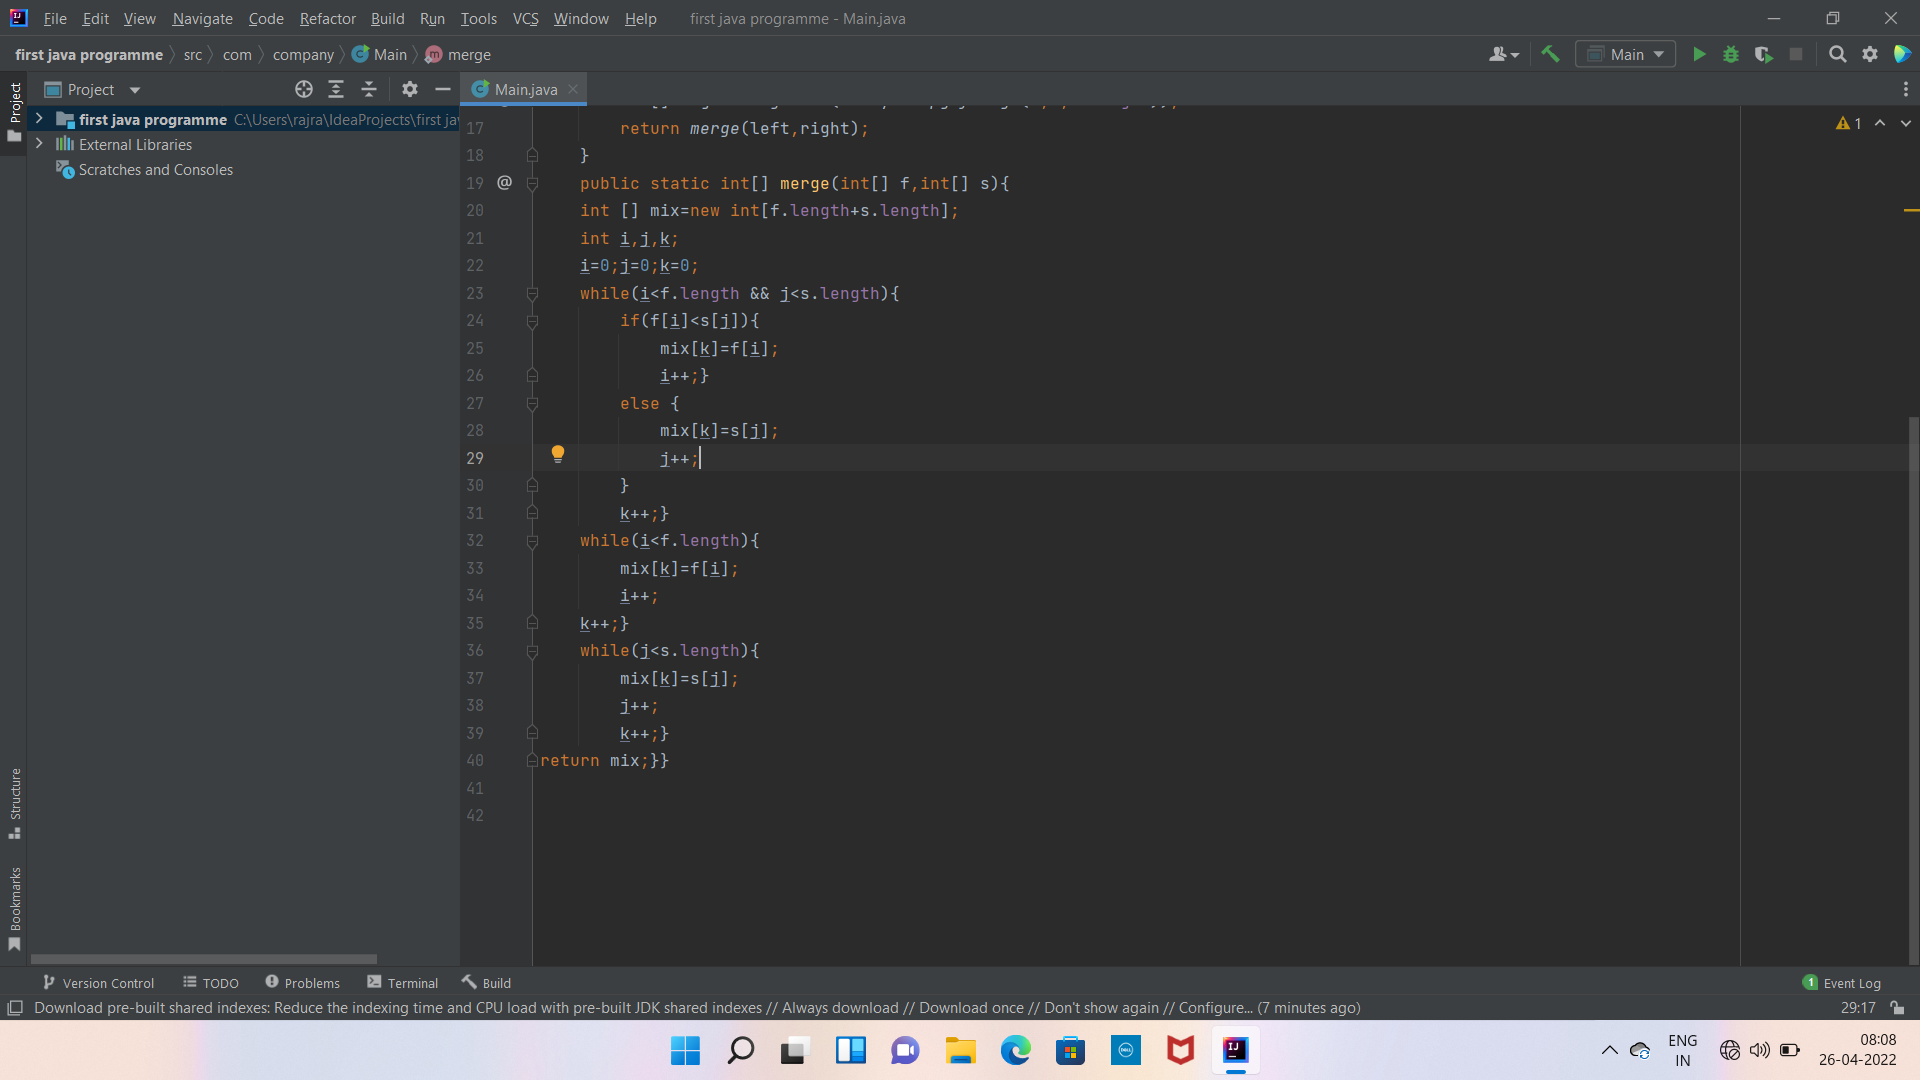 File Edit View Navigate Code Refactor Build Run Tools VCS Window Help first java programme - Main.java
first java programme src com company Main merge Main
Project
Project Main.java
first java programme C:\Users\rajra\IdeaProjects\first jav
External Libraries
Scratches and Consoles
1
17 return merge(left,right);
18 }
19 @ public static int[] merge(int[] f,int[] s){
20 int [] mix=new int[f.length+s.length];
21 int i,j,k;
22 i=0;j=0;k=0;
23 while(i<f.length && j<s.length){
24 if(f[i]<s[j]){
25 mix[k]=f[i];
26 i++;}
27 else {
28 mix[k]=s[j];
29 j++;
30 }
31 k++;}
32 while(i<f.length){
33 mix[k]=f[i];
34 i++;
35 k++;}
36 while(j<s.length){
37 mix[k]=s[j];
38 j++;
39 k++;}
40 return mix;}}
41
42
Structure
Bookmarks
Version Control TODO Problems Terminal Build 1 Event Log
Download pre-built shared indexes: Reduce the indexing time and CPU load with pre-built JDK shared indexes // Always download // Download once // Don't show again // Configure... (7 minutes ago) 29:17
ENG
IN
08:08
26-04-2022